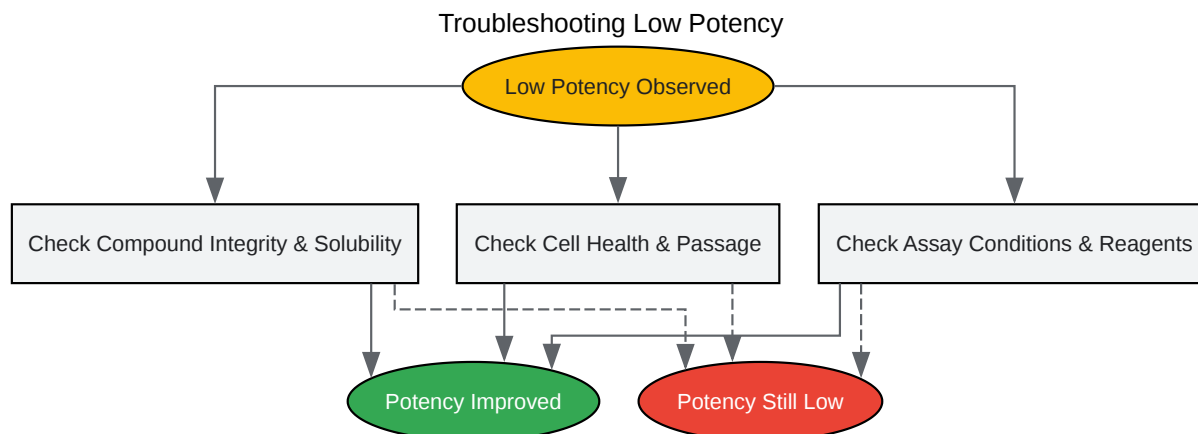 Troubleshooting Low Potency
Low Potency Observed
Check Compound Integrity & Solubility
Check Cell Health & Passage
Check Assay Conditions & Reagents
Potency Improved
Potency Still Low